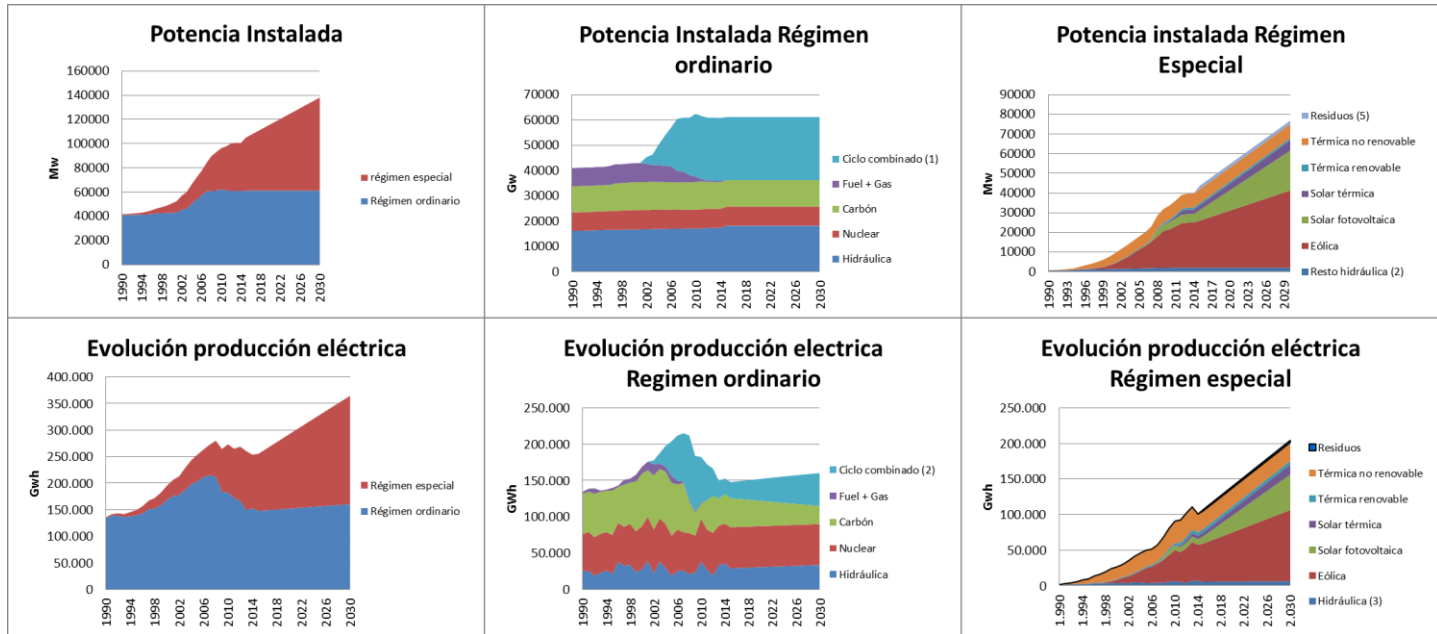 Potencia Instalada
160000
140000
120000
100000
80000
60000
40000
20000
0
Mw
1990
1994
1998
2002
2006
2010
2014
2018
2022
2026
2030
régimen especial
Régimen ordinario
Potencia Instalada Régimen
ordinario
70000
60000
50000
40000
30000
20000
10000
0
Gw
1990
1994
1998
2002
2006
2010
2014
2018
2022
2026
2030
Ciclo combinado (1)
Fuel + Gas
Carbón
Nuclear
Hidráulica
Potencia instalada Régimen
Especial
90000
80000
70000
60000
50000
40000
30000
20000
10000
0
Mw
1990
1993
1996
1999
2002
2005
2008
2011
2014
2017
2020
2023
2026
2029
Residuos (5)
Térmica no renovable
Térmica renovable
Solar térmica
Solar fotovoltaica
Eólica
Resto hidráulica (2)
Evolución producción eléctrica
400.000
350.000
300.000
250.000
200.000
150.000
100.000
50.000
0
Gwh
1990
1994
1998
2002
2006
2010
2014
2018
2022
2026
2030
Régimen especial
Régimen ordinario
Evolución producción electrica
Regimen ordinario
250.000
200.000
150.000
100.000
50.000
0
GWh
1990
1994
1998
2002
2006
2010
2014
2018
2022
2026
2030
Ciclo combinado (2)
Fuel + Gas
Carbón
Nuclear
Hidráulica
Evolución producción eléctrica
Régimen especial
250.000
200.000
150.000
100.000
50.000
0
Gwh
1.990
1.994
1.998
2.002
2.006
2.010
2.014
2.018
2.022
2.026
2.030
Residuos
Térmica no renovable
Térmica renovable
Solar térmica
Solar fotovoltaica
Eólica
Hidráulica (3)